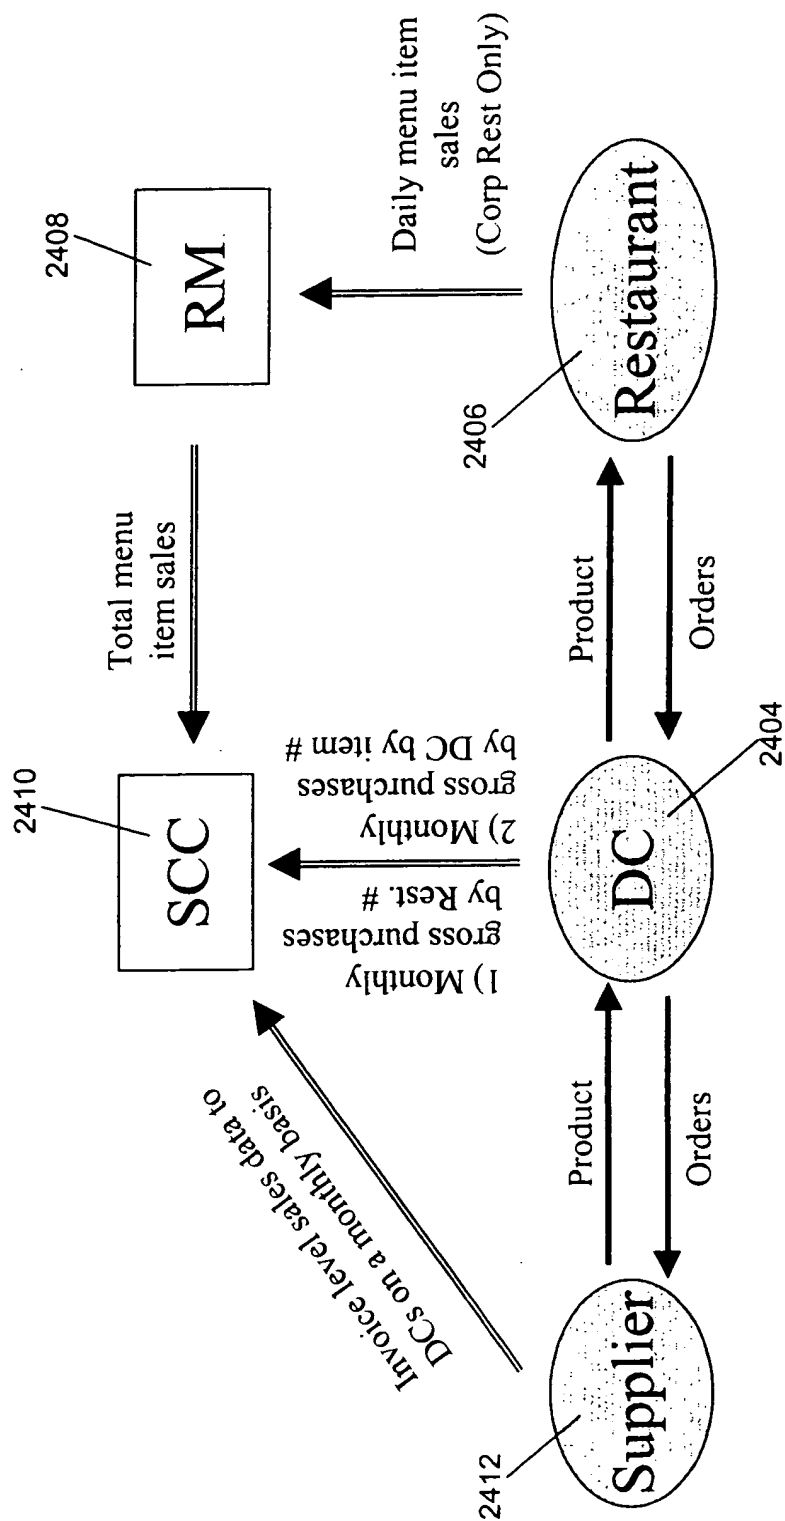 2410
SCC
Total menu
item sales
2408
RM
Invoice level sales data to
DCs on a monthly basis
1) Monthly
gross purchases
by Rest. #
2) Monthly
gross purchases
by DC by item #
Daily menu item
sales
(Corp Rest Only)
2412
Supplier
Product
Orders
DC
2404
Product
Orders
2406
Restaurant